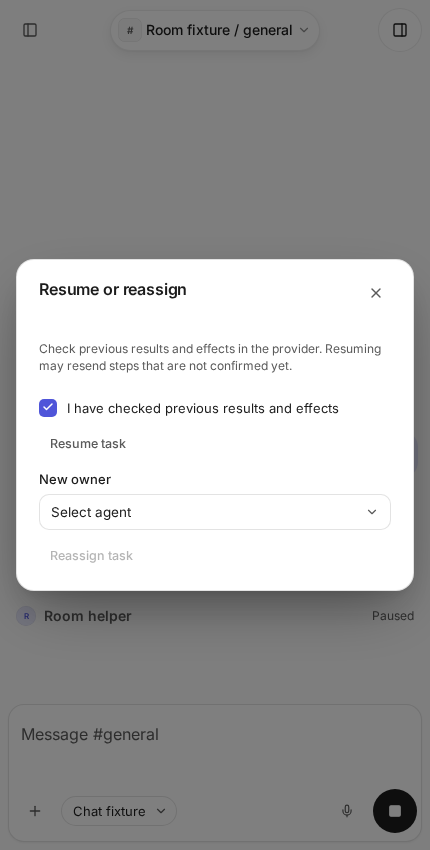 # Room fixture / general
Resume or reassign
Check previous results and effects in the provider. Resuming
may resend steps that are not confirmed yet.
I have checked previous results and effects
Resume task
New owner
Select agent
Reassign task
R Room helper Paused
Message #general
Chat fixture